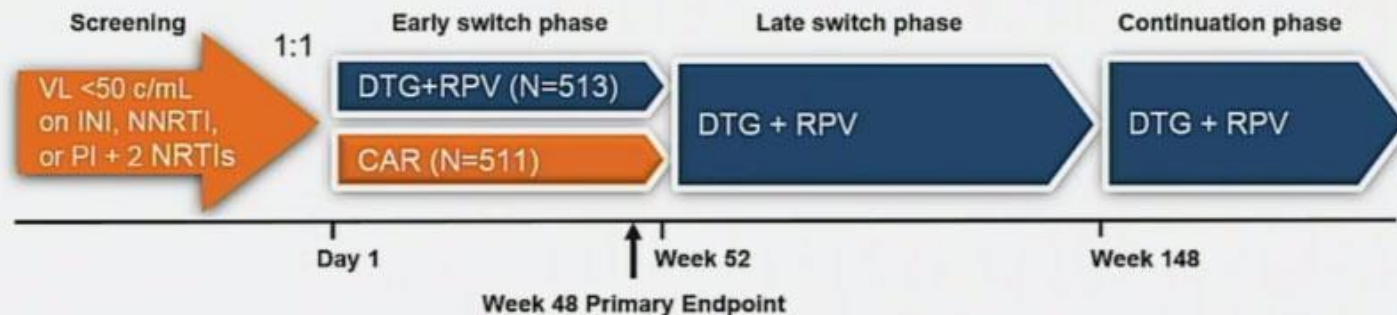 Screening
1:1
Early switch phase
Late switch phase
Continuation phase
VL <50 c/mL
on INI, NNRTI,
or PI + 2 NRTIs
DTG+RPV (N=513)
CAR (N=511)
DTG + RPV
DTG + RPV
Day 1
Week 52
Week 148
Week 48 Primary Endpoint